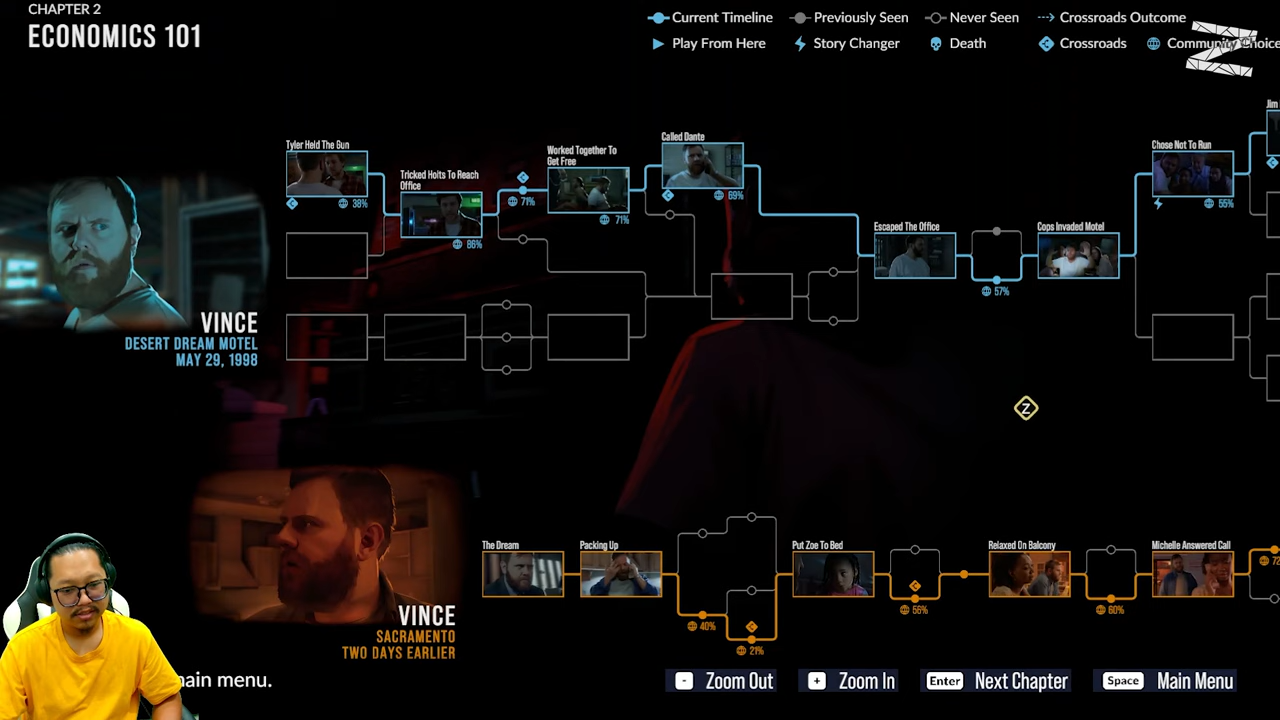 CHAPTER 2
ECONOMICS 101
Current Timeline
Previously Seen
Never Seen
Crossroads Outcome
Play From Here
Story Changer
Death
Crossroads
Community Choice
Tyler Held The Gun
38%
Tricked Holts To Reach
Office
86%
71%
Worked Together To
Get Free
71%
Called Dante
69%
Escaped The Office
57%
Cops Invaded Motel
Chose Not To Run
55%
Jim
VINCE
DESERT DREAM MOTEL
MAY 29, 1998
Z
The Dream
Packing Up
40%
21%
Put Zoe To Bed
56%
Relaxed On Balcony
60%
Michelle Answered Call
72
VINCE
SACRAMENTO
TWO DAYS EARLIER
ain menu.
- Zoom Out
+ Zoom In
Enter Next Chapter
Space Main Menu